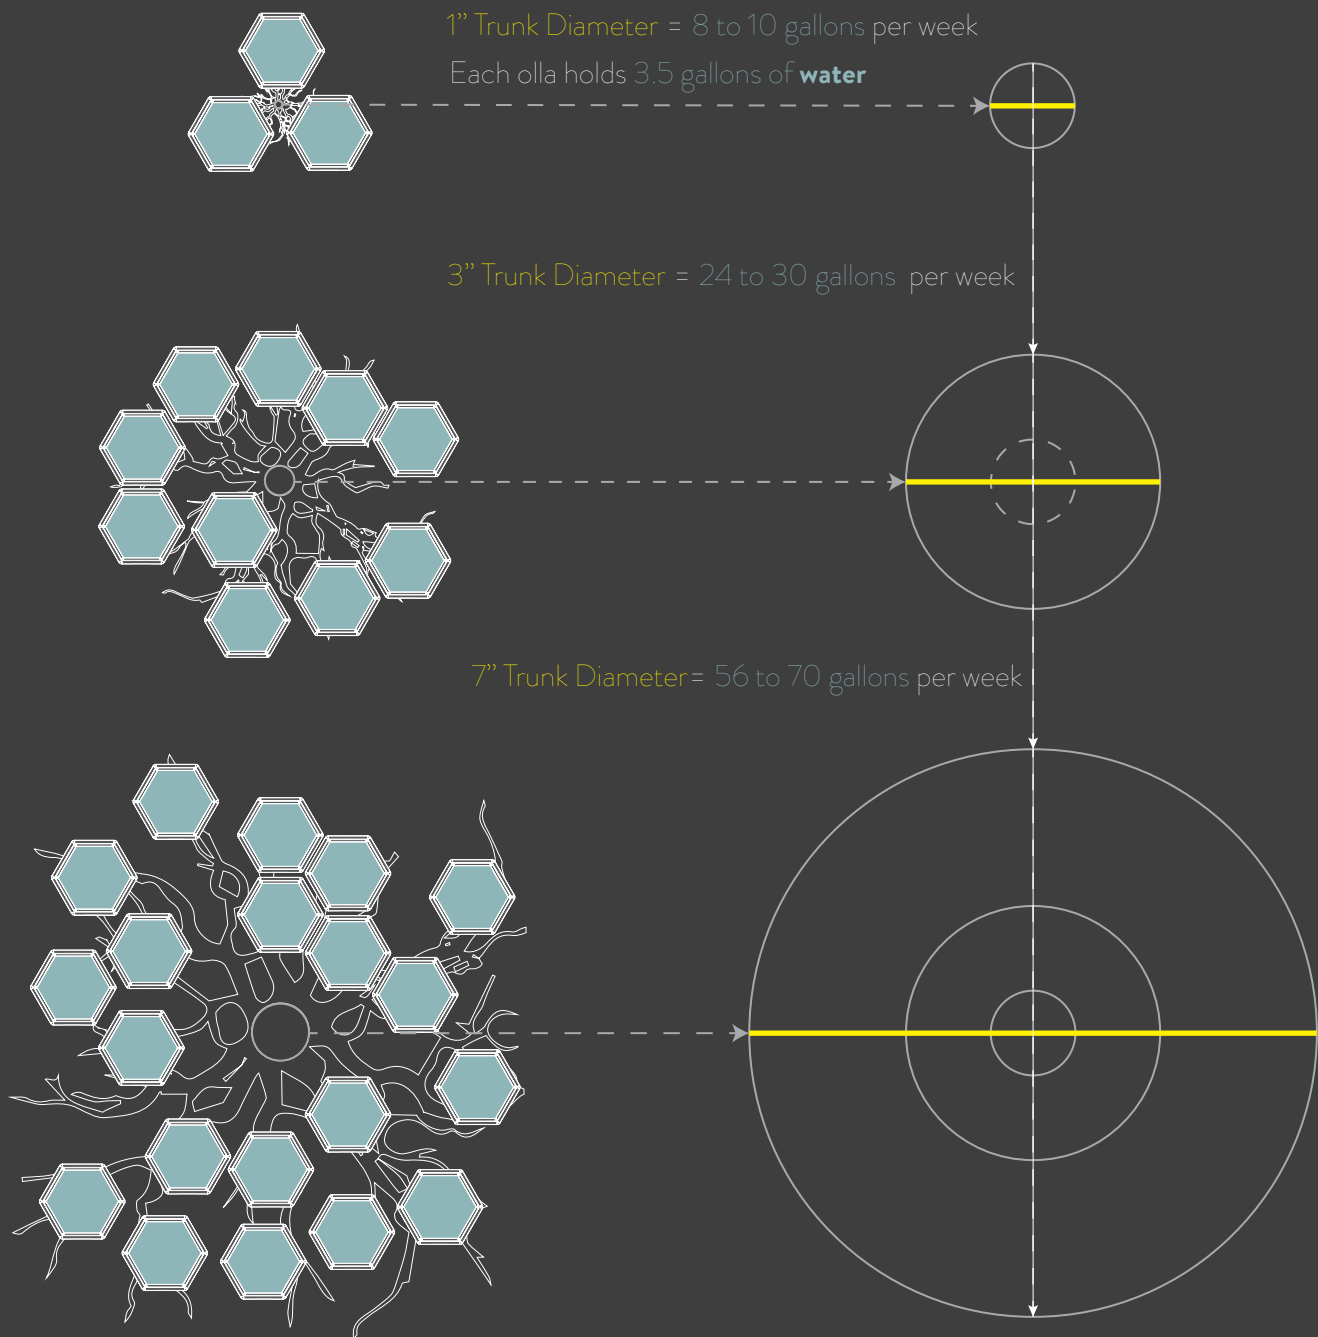 1” Trunk Diameter = 8 to 10 gallons per week
Each olla holds 3.5 gallons of water
3” Trunk Diameter = 24 to 30 gallons per week
7” Trunk Diameter= 56 to 70 gallons per week